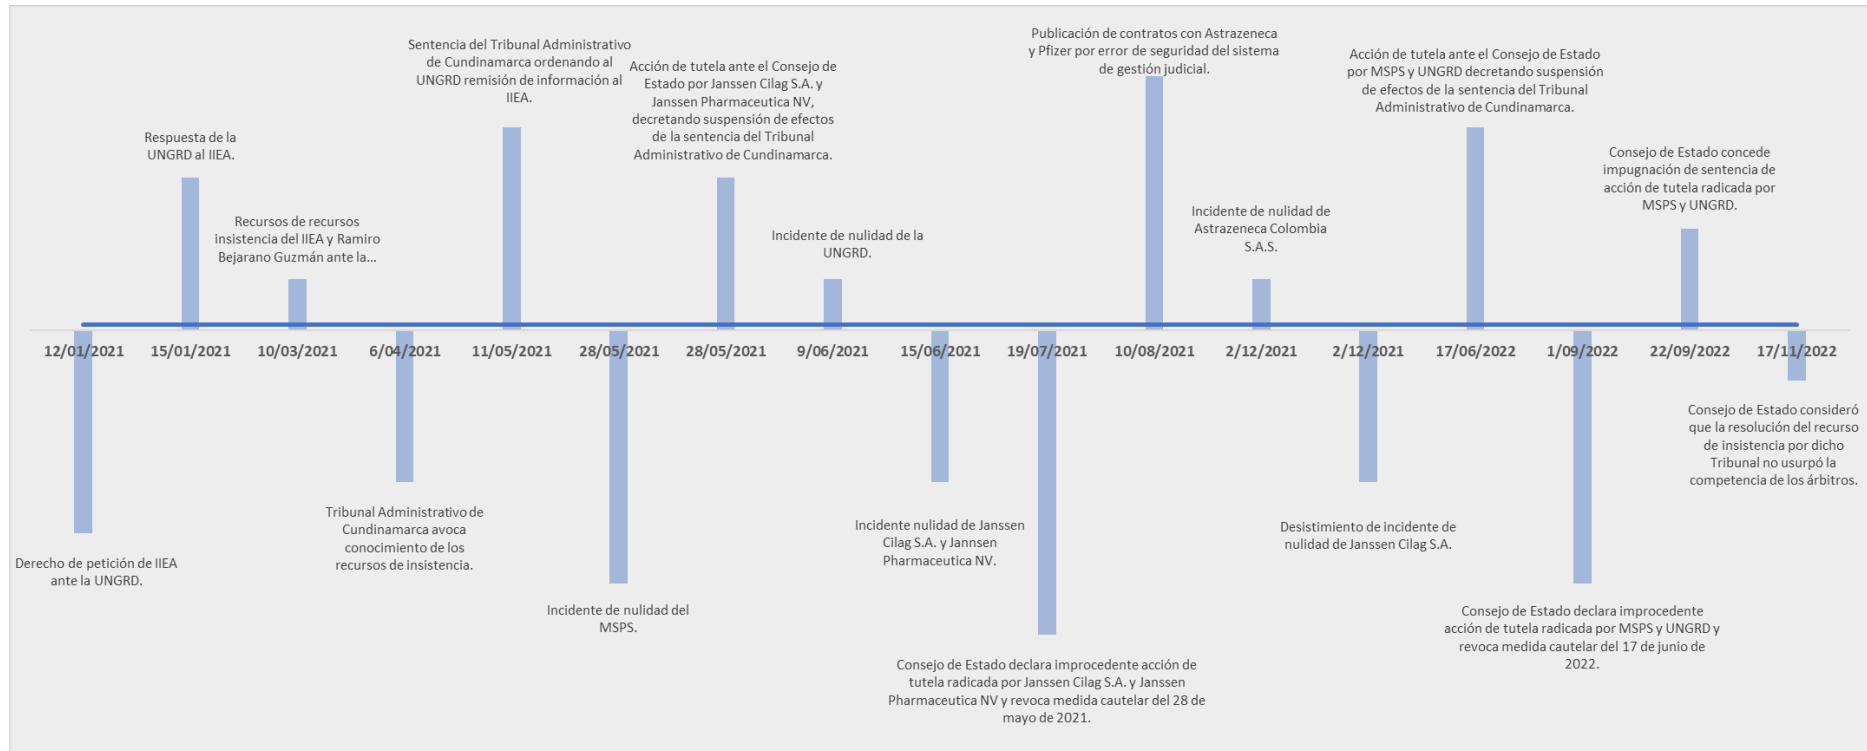 Sentencia del Tribunal Administrativo
de Cundinamarca ordenando al
UNGRD remisión de información al
IIEA.
Acción de tutela ante el Consejo de
Estado por Janssen Cilag S.A. y
Janssen Pharmaceutica NV,
decretando suspensión de efectos
de la sentencia del Tribunal
Administrativo de Cundinamarca.
Publicación de contratos con Astrazeneca
y Pfizer por error de seguridad del sistema
de gestión judicial.
Acción de tutela ante el Consejo de Estado
por MSPS y UNGRD decretando suspensión
de efectos de la sentencia del Tribunal
Administrativo de Cundinamarca.
Respuesta de la
UNGRD al IIEA.
Consejo de Estado concede
impugnación de sentencia de
acción de tutela radicada por
MSPS y UNGRD.
Recursos de recursos
insistencia del IIEA y Ramiro
Bejarano Guzmán ante la...
Incidente de nulidad de la
UNGRD.
Incidente de nulidad de
Astrazeneca Colombia
S.A.S.
12/01/2021 15/01/2021 10/03/2021 6/04/2021 11/05/2021 28/05/2021 28/05/2021 9/06/2021 15/06/2021 19/07/2021 10/08/2021 2/12/2021 2/12/2021 17/06/2022 1/09/2022 22/09/2022 17/11/2022
Derecho de petición de IIEA
ante la UNGRD.
Tribunal Administrativo de
Cundinamarca avoca
conocimiento de los
recursos de insistencia.
Incidente de nulidad del
MSPS.
Incidente nulidad de Janssen
Cilag S.A. y Jannsen
Pharmaceutica NV.
Consejo de Estado declara improcedente acción de
tutela radicada por Janssen Cilag S.A. y Janssen
Pharmaceutica NV y revoca medida cautelar del 28 de
mayo de 2021.
Desistimiento de incidente de
nulidad de Janssen Cilag S.A.
Consejo de Estado declara improcedente
acción de tutela radicada por MSPS y UNGRD y
revoca medida cautelar del 17 de junio de
2022.
Consejo de Estado consideró
que la resolución del recurso
de insistencia por dicho
Tribunal no usurpó la
competencia de los árbitros.